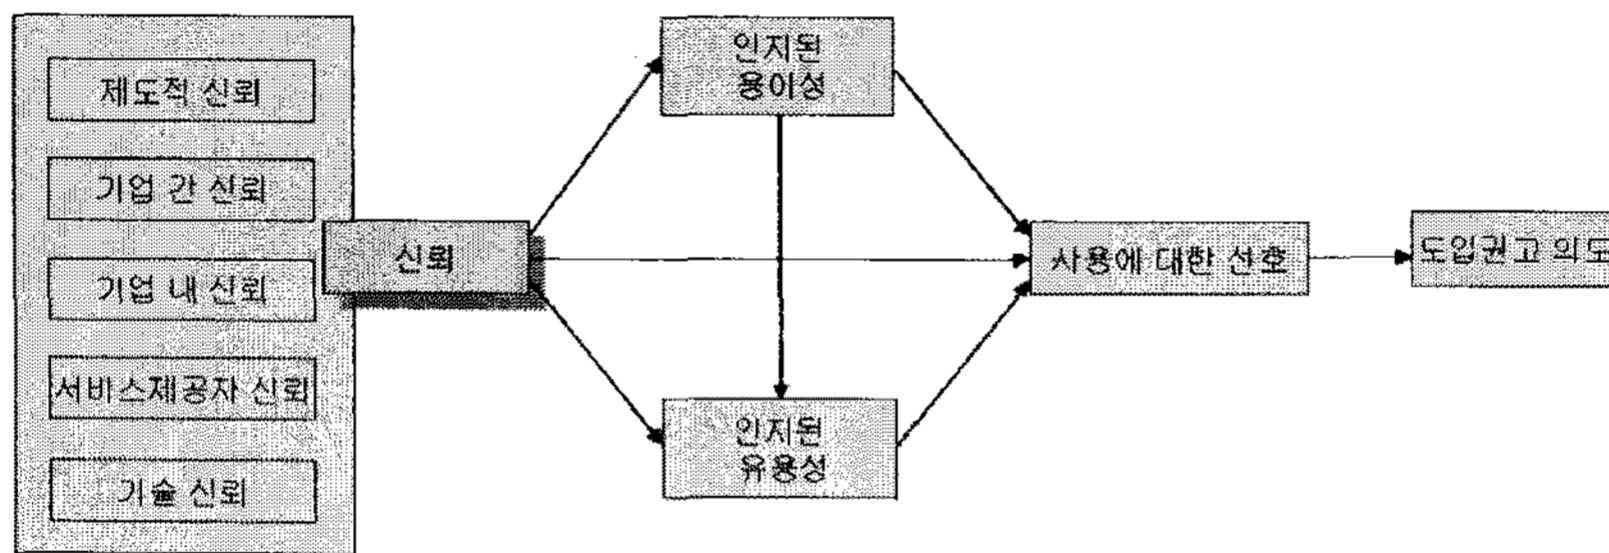 제도적 신뢰
기업 간 신뢰
기업 내 신뢰
서비스제공자 신뢰
기술 신뢰
신뢰
인지된
용이성
인지된
유용성
사용에 대한 선호
도입권고 의도